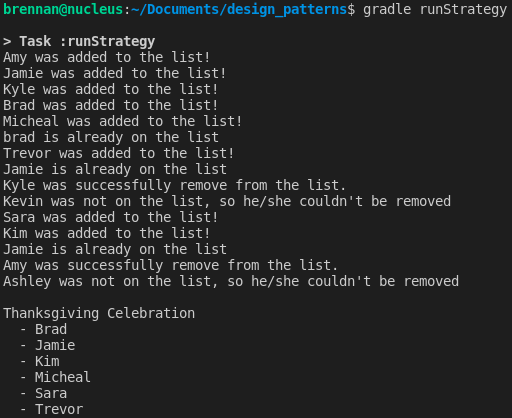 brennan@nucleus:~/Documents/design_patterns$ gradle runStrategy

> Task :runStrategy
Amy was added to the list!
Jamie was added to the list!
Kyle was added to the list!
Brad was added to the list!
Micheal was added to the list!
brad is already on the list
Trevor was added to the list!
Jamie is already on the list
Kyle was successfully remove from the list.
Kevin was not on the list, so he/she couldn't be removed
Sara was added to the list!
Kim was added to the list!
Jamie is already on the list
Amy was successfully remove from the list.
Ashley was not on the list, so he/she couldn't be removed

Thanksgiving Celebration
  - Brad
  - Jamie
  - Kim
  - Micheal
  - Sara
  - Trevor